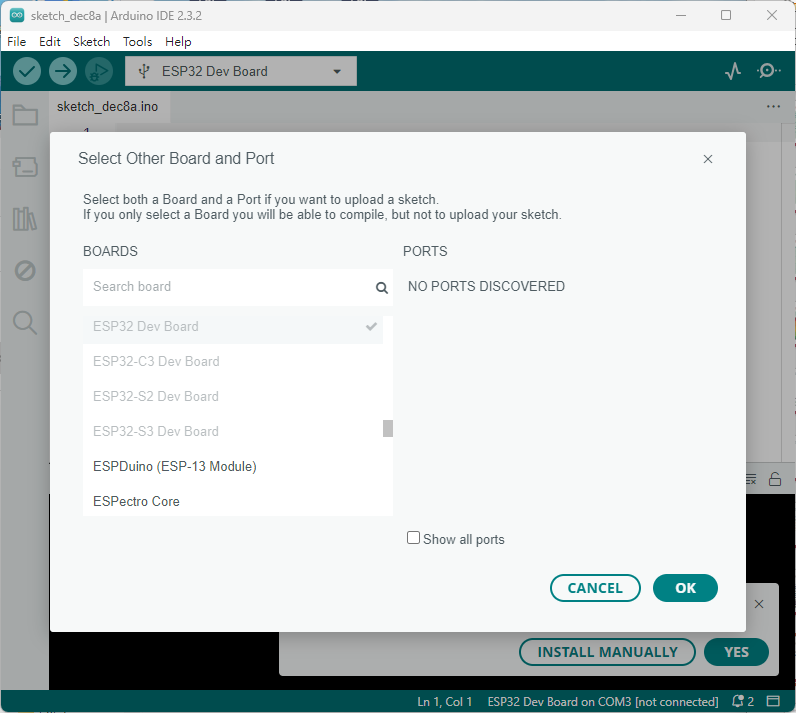 sketch_dec8a | Arduino IDE 2.3.2
File Edit Sketch Tools Help
ESP32 Dev Board
sketch_dec8a.ino
1
Select Other Board and Port
Select both a Board and a Port if you want to upload a sketch.
If you only select a Board you will be able to compile, but not to upload your sketch.
BOARDS
PORTS
Search board
NO PORTS DISCOVERED
ESP32 Dev Board
ESP32-C3 Dev Board
ESP32-S2 Dev Board
ESP32-S3 Dev Board
ESPDuino (ESP-13 Module)
ESPectro Core
Show all ports
CANCEL OK
INSTALL MANUALLY YES
Ln 1, Col 1 ESP32 Dev Board on COM3 [not connected] 2